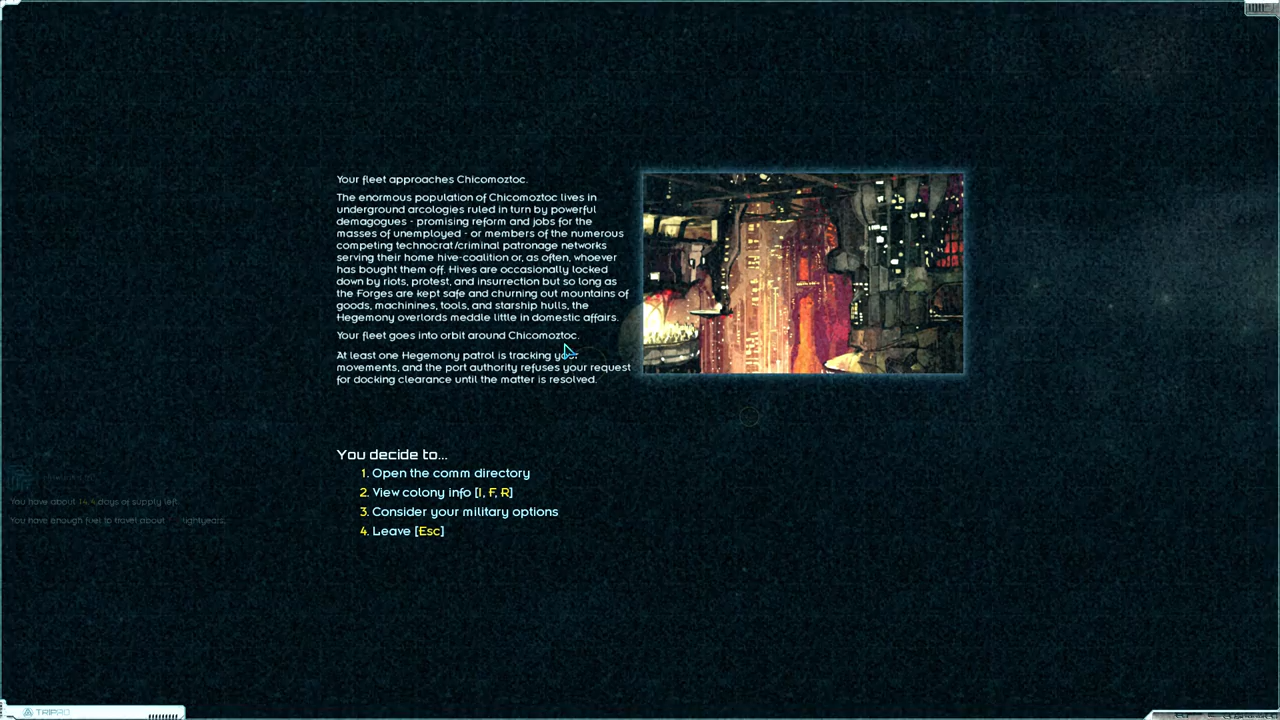 Your fleet approaches Chicomoztoc.
The enormous population of Chicomoztoc lives in
underground arcologies ruled in turn by powerful
demagogues - promising reform and jobs for the
masses of unemployed - or members of the numerous
competing technocrat/criminal patronage networks
serving their home hive-coalition or, as often, whoever
has bought them off. Hives are occasionally locked
down by riots, protest, and insurrection but so long as
the Forges are kept safe and churning out mountains of
goods, machinines, tools, and starship hulls, the
Hegemony overlords meddle little in domestic affairs.
Your fleet goes into orbit around Chicomoztoc.
At least one Hegemony patrol is tracking your
movements, and the port authority refuses your request
for docking clearance until the matter is resolved.
You decide to...
1. Open the comm directory
2. View colony info [I, F, R]
3. Consider your military options
4. Leave [Esc]
You have about 14.4 days of supply left.
You have enough fuel to travel about lightyears.
TRIPAD